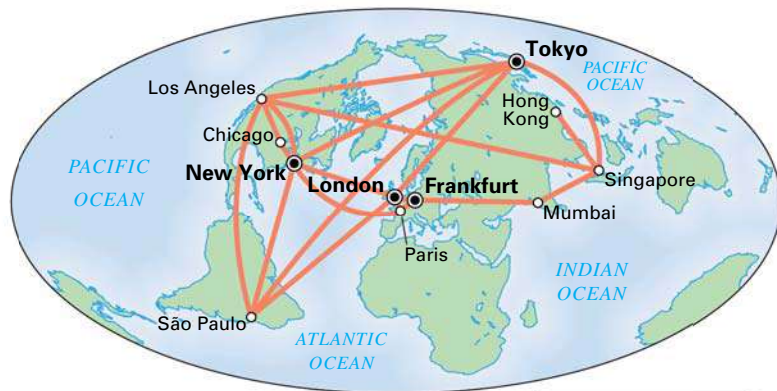 Tokyo
PACIFIC
OCEAN
Los Angeles
Hong
Kong
Chicago
PACIFIC
OCEAN
New York
London
Frankfurt
Singapore
Mumbai
Paris
INDIAN
OCEAN
São Paulo
ATLANTIC
OCEAN